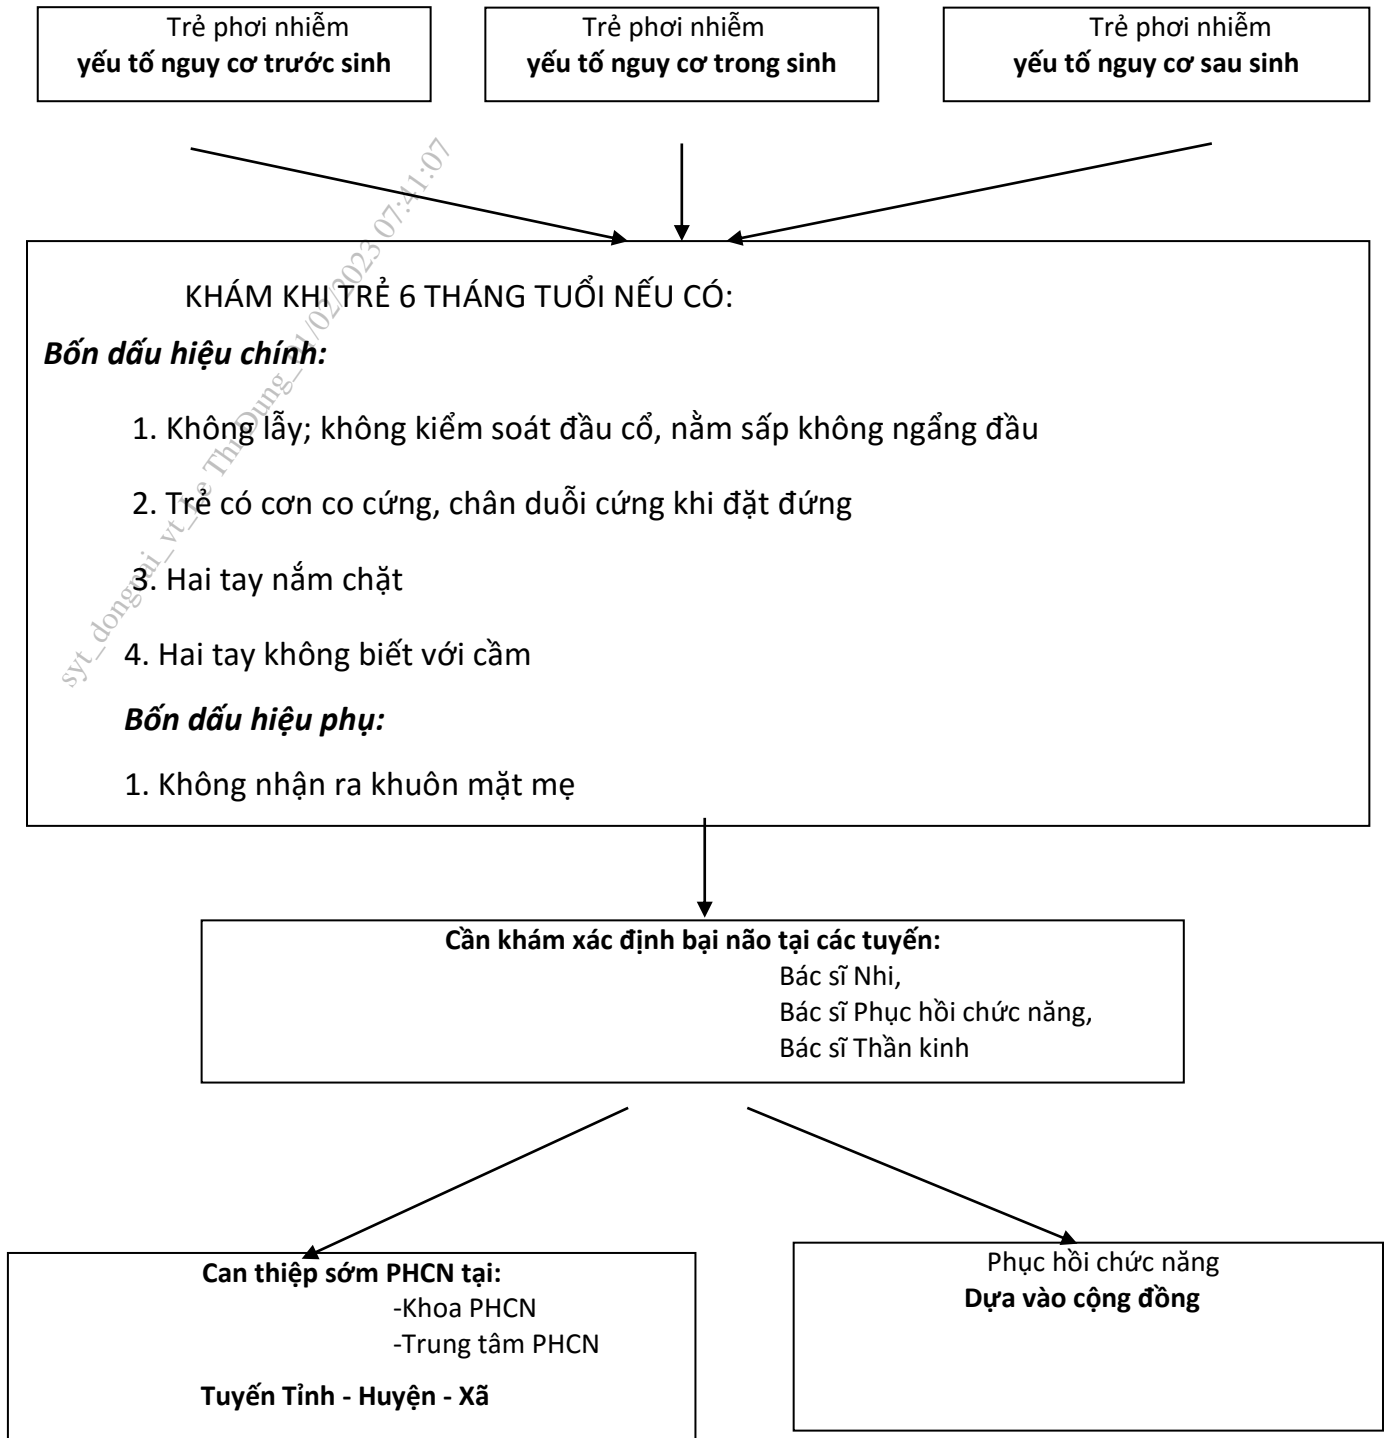 Trẻ phơi nhiễm
yếu tố nguy cơ trước sinh
Trẻ phơi nhiễm
yếu tố nguy cơ trong sinh
Trẻ phơi nhiễm
yếu tố nguy cơ sau sinh
KHÁM KHI TRẺ 6 THÁNG TUỔI NẾU CÓ:
Bốn dấu hiệu chính:
1. Không lẫy; không kiểm soát đầu cổ, nằm sấp không ngẩng đầu
2. Trẻ có cơn co cứng, chân duỗi cứng khi đặt đứng
3. Hai tay nắm chặt
4. Hai tay không biết với cầm
Bốn dấu hiệu phụ:
1. Không nhận ra khuôn mặt mẹ
Cần khám xác định bại não tại các tuyến:
Bác sĩ Nhi,
Bác sĩ Phục hồi chức năng,
Bác sĩ Thần kinh
Can thiệp sớm PHCN tại:
-Khoa PHCN
-Trung tâm PHCN
Tuyến Tỉnh - Huyện - Xã
Phục hồi chức năng
Dựa vào cộng đồng